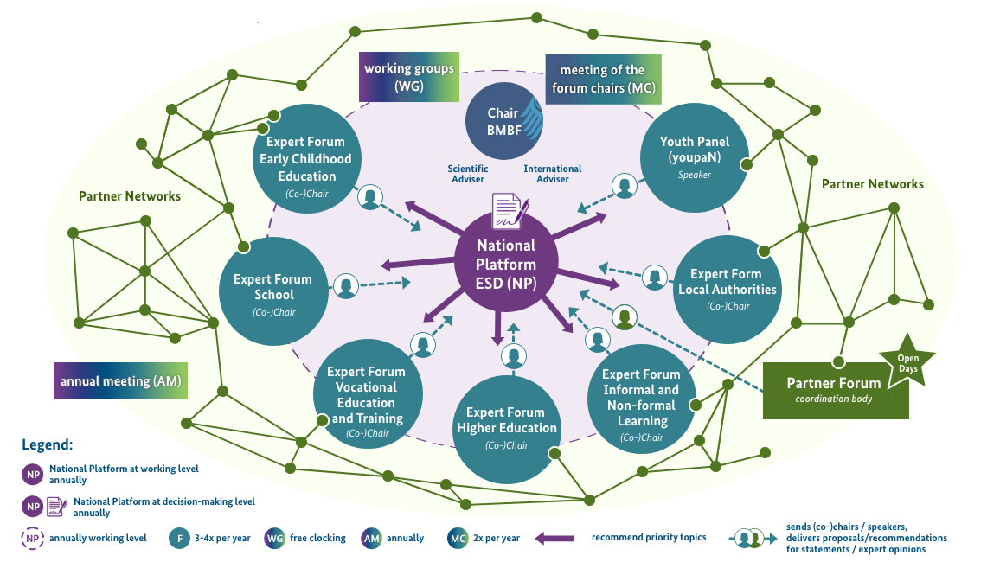 working groups
(WG)
meeting of the
forum chairs (MC)
Chair
BMBF
Scientific
Adviser
International
Adviser
Expert Forum
Early Childhood
Education
(Co-)Chair
Youth Panel
(youpaN)
Speaker
Partner Networks
Partner Networks
National
Platform
ESD (NP)
Expert Forum
School
(Co-)Chair
Expert Form
Local Authorities
(Co-)Chair
annual meeting (AM)
Expert Forum
Vocational
Education
and Training
(Co-)Chair
Expert Forum
Higher Education
(Co-)Chair
Expert Forum
Informal and
Non-formal
Learning
(Co-)Chair
Open
Days
Partner Forum
coordination body
Legend:
NP
National Platform at working level
annually
NP
National Platform at decision-making level
annually
NP
annually working level
F
3-4x per year
WG
free clocking
AM
annually
MC
2x per year
recommend priority topics
sends (co-)chairs / speakers,
delivers proposals/recommendations
for statements / expert opinions